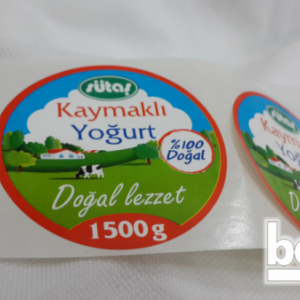 sütaş
Kaymaklı
Yoğurt
%100
Doğal
Doğal lezzet
1500 g